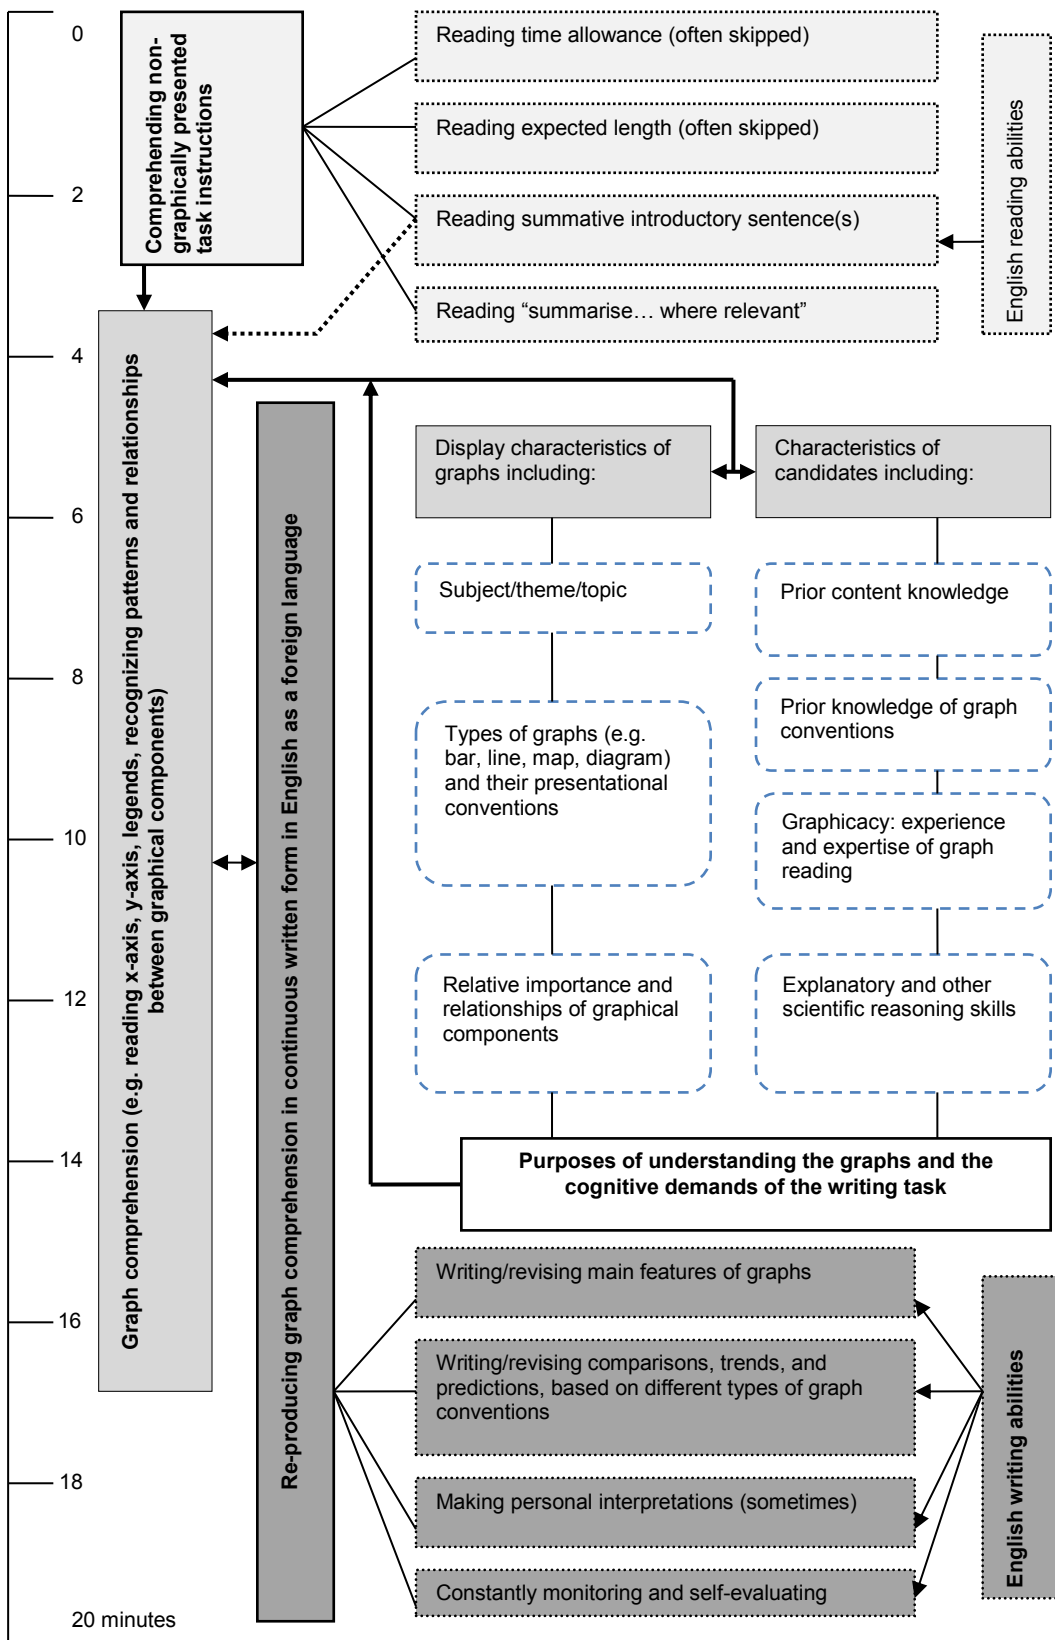 0
2
4
6
8
10
12
14
16
18
20 minutes
Comprehending non-
graphically presented
task instructions
Reading time allowance (often skipped)
Reading expected length (often skipped)
Reading summative introductory sentence(s)
Reading “summarise… where relevant”
English reading abilities
Graph comprehension (e.g. reading x-axis, y-axis, legends, recognizing patterns and relationships
between graphical components)
Re-producing graph comprehension in continuous written form in English as a foreign language
Display characteristics of
graphs including:
Subject/theme/topic
Types of graphs (e.g.
bar, line, map, diagram)
and their presentational
conventions
Relative importance and
relationships of graphical
components
Characteristics of
candidates including:
Prior content knowledge
Prior knowledge of graph
conventions
Graphicacy: experience
and expertise of graph
reading
Explanatory and other
scientific reasoning skills
Purposes of understanding the graphs and the
cognitive demands of the writing task
Writing/revising main features of graphs
Writing/revising comparisons, trends, and
predictions, based on different types of graph
conventions
Making personal interpretations (sometimes)
Constantly monitoring and self-evaluating
English writing abilities